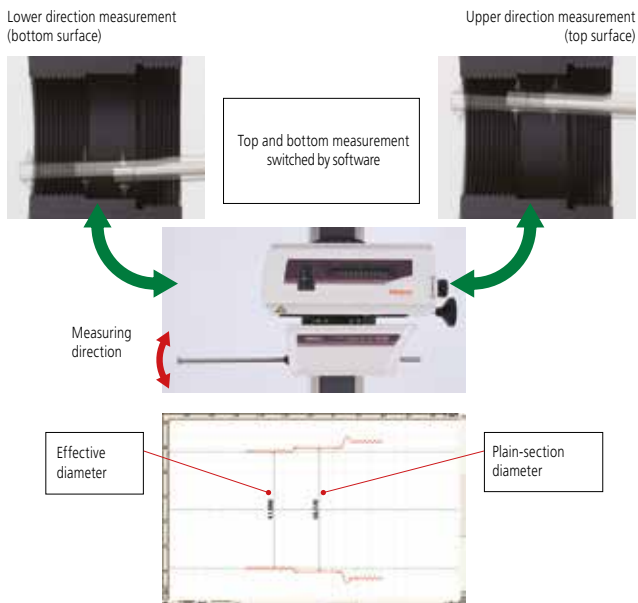 Lower direction measurement
(bottom surface)
Upper direction measurement
(top surface)
Top and bottom measurement
switched by software
Measuring
direction
Effective
diameter
Plain-section
diameter